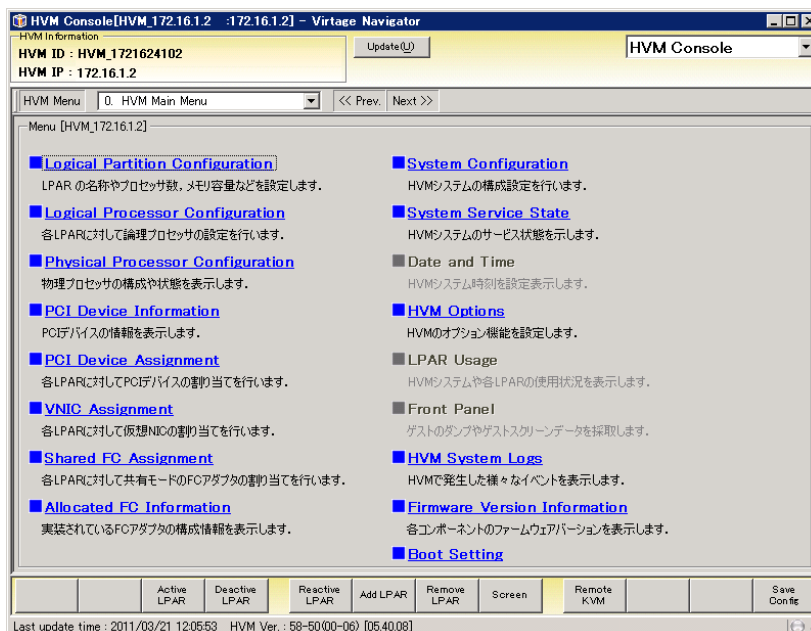 HVM Console[HVM_172.16.1.2 :172.16.1.2] - Virtage Navigator
HVM Information
HVM ID : HVM_1721624102
HVM IP : 172.16.1.2
Update(U)
HVM Console
HVM Menu
0. HVM Main Menu
<< Prev. Next >>
Menu [HVM_172.16.1.2]
Logical Partition Configuration
LPAR の名称やプロセッサ数, メモリ容量などを設定します.
Logical Processor Configuration
各LPARに対して論理プロセッサの設定を行います.
Physical Processor Configuration
物理プロセッサの構成や状態を表示します.
PCI Device Information
PCIデバイスの情報を表示します.
PCI Device Assignment
各LPARに対してPCIデバイスの割り当てを行います.
VNIC Assignment
各LPARに対して仮想NICの割り当てを行います.
Shared FC Assignment
各LPARに対して共有モードのFCアダプタの割り当てを行います.
Allocated FC Information
実装されているFCアダプタの構成情報を表示します.
System Configuration
HVMシステムの構成設定を行います.
System Service State
HVMシステムのサービス状態を示します.
Date and Time
HVMシステム時刻を設定表示します.
HVM Options
HVMのオプション機能を設定します.
LPAR Usage
HVMシステムや各LPARの使用状況を表示します.
Front Panel
ゲストのダンプやゲストスクリーンデータを採取します.
HVM System Logs
HVMで発生した様々なイベントを表示します.
Firmware Version Information
各コンポーネントのファームウェアバージョンを表示します.
Boot Setting
Active LPAR
Deactive LPAR
Reactive LPAR
Add LPAR
Remove LPAR
Screen
Remote KVM
Save Config
Last update time : 2011/03/21 12:05:53 HVM Ver. : 58-50(00-06) [05.40.08]